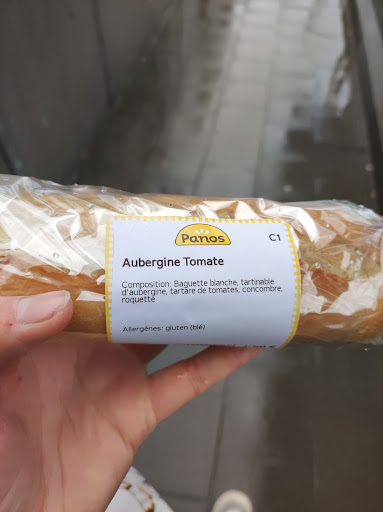 Panos
C1
Aubergine Tomate
Composition: Baguette blanche, tartinable
d'aubergine, tartare de tomates, concombre,
roquette
Allergènes: gluten (blé)